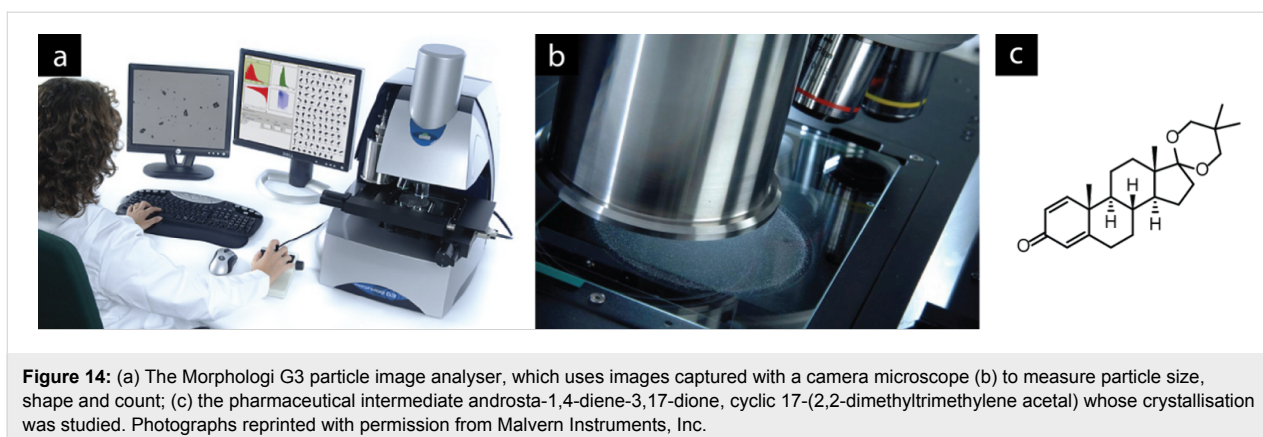 a
b
c
O
O
O
H
H
H
Figure 14: (a) The Morphologi G3 particle image analyser, which uses images captured with a camera microscope (b) to measure particle size,
shape and count; (c) the pharmaceutical intermediate androsta-1,4-diene-3,17-dione, cyclic 17-(2,2-dimethyltrimethylene acetal) whose crystallisation
was studied. Photographs reprinted with permission from Malvern Instruments, Inc.